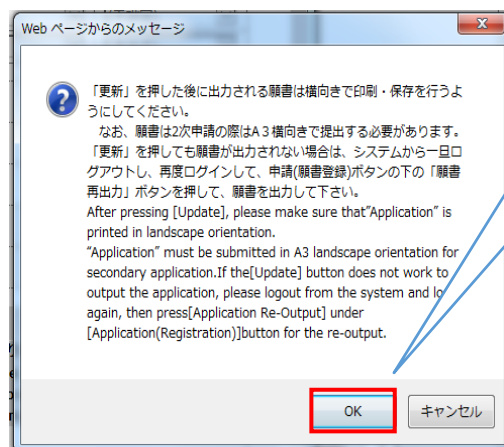 Web ページからのメッセージ
「更新」を押した後に出力される願書は横向きで印刷・保存を行うよ
うにしてください。
なお、願書は2次申請の際はA3横向きで提出する必要があります。
「更新」を押しても願書が出力されない場合は、システムから一旦ロ
グアウトし、再度ログインして、申請(願書登録)ボタンの下の「願書
再出力」ボタンを押して、願書を出力して下さい。
After pressing [Update], please make sure that"Application" is
printed in landscape orientation.
"Application" must be submitted in A3 landscape orientation for
secondary application.If the[Update] button does not work to
output the application, please logout from the system and
again, then press[Application Re-Output] under
[Application(Registration)]button for the re-output.
OK
キャンセル